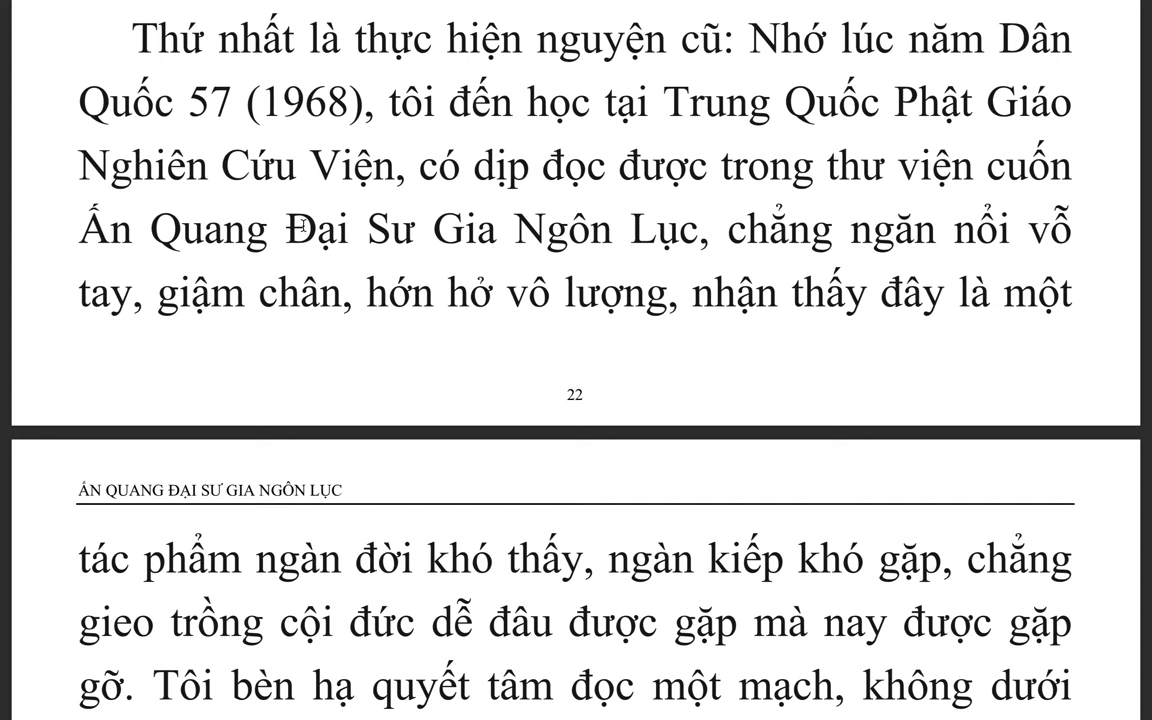 Thứ nhất là thực hiện nguyện cũ: Nhớ lúc năm Dân
Quốc 57 (1968), tôi đến học tại Trung Quốc Phật Giáo
Nghiên Cứu Viện, có dịp đọc được trong thư viện cuốn
Ấn Quang Đại Sư Gia Ngôn Lục, chẳng ngăn nổi vỗ
tay, giậm chân, hớn hở vô lượng, nhận thấy đây là một
22
ẤN QUANG ĐẠI SƯ GIA NGÔN LỤC
tác phẩm ngàn đời khó thấy, ngàn kiếp khó gặp, chẳng
gieo trồng cội đức dễ đâu được gặp mà nay được gặp
gỡ. Tôi bèn hạ quyết tâm đọc một mạch, không dưới